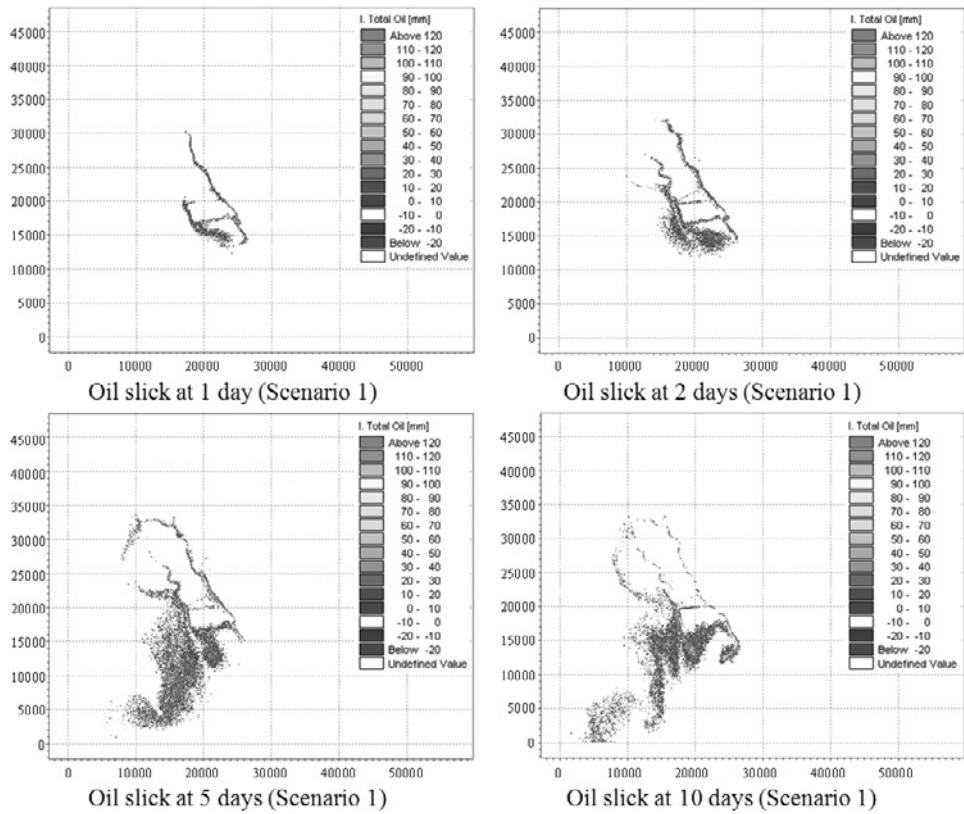 45000
40000
35000
30000
25000
20000
15000
10000
5000
0
0 10000 20000 30000 40000 50000
I. Total Oil [mm]
Above 120
110 - 120
100 - 110
90 - 100
80 - 90
70 - 80
60 - 70
50 - 60
40 - 50
30 - 40
20 - 30
10 - 20
0 - 10
-10 - 0
-20 - -10
Below -20
Undefined Value
Oil slick at 1 day (Scenario 1)
45000
40000
35000
30000
25000
20000
15000
10000
5000
0
0 10000 20000 30000 40000 50000
I. Total Oil [mm]
Above 120
110 - 120
100 - 110
90 - 100
80 - 90
70 - 80
60 - 70
50 - 60
40 - 50
30 - 40
20 - 30
10 - 20
0 - 10
-10 - 0
-20 - -10
Below -20
Undefined Value
Oil slick at 2 days (Scenario 1)
45000
40000
35000
30000
25000
20000
15000
10000
5000
0
0 10000 20000 30000 40000 50000
I. Total Oil [mm]
Above 120
110 - 120
100 - 110
90 - 100
80 - 90
70 - 80
60 - 70
50 - 60
40 - 50
30 - 40
20 - 30
10 - 20
0 - 10
-10 - 0
-20 - -10
Below -20
Undefined Value
Oil slick at 5 days (Scenario 1)
45000
40000
35000
30000
25000
20000
15000
10000
5000
0
0 10000 20000 30000 40000 50000
I. Total Oil [mm]
Above 120
110 - 120
100 - 110
90 - 100
80 - 90
70 - 80
60 - 70
50 - 60
40 - 50
30 - 40
20 - 30
10 - 20
0 - 10
-10 - 0
-20 - -10
Below -20
Undefined Value
Oil slick at 10 days (Scenario 1)